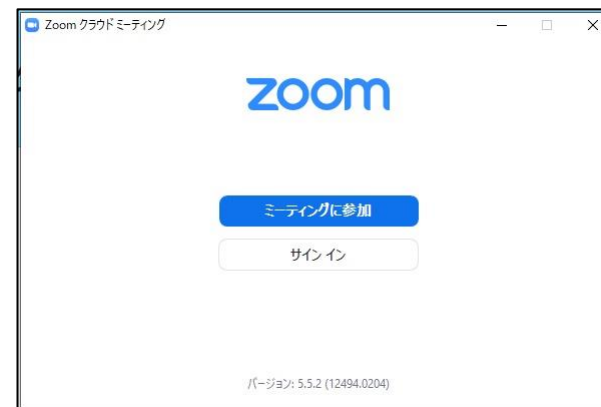 Zoom クラウド ミーティング
zoom
ミーティングに参加
サイン イン
バージョン: 5.5.2 (12494.0204)